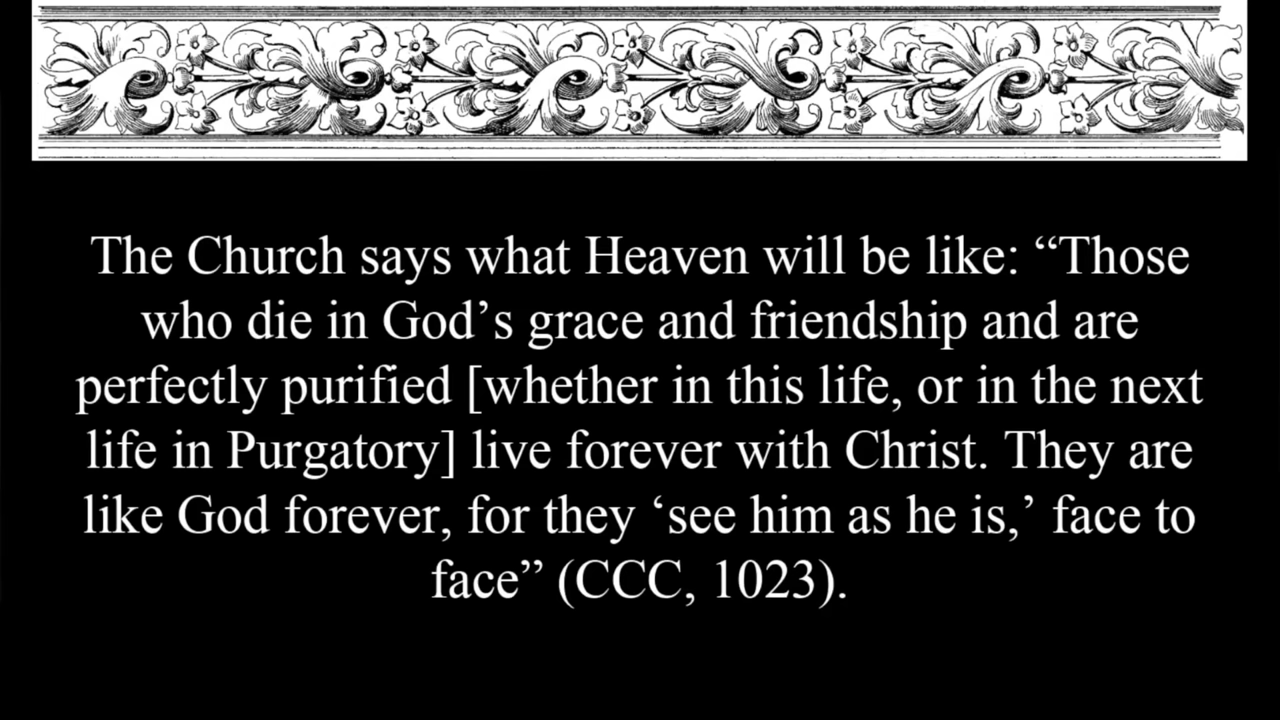 The Church says what Heaven will be like: “Those
who die in God’s grace and friendship and are
perfectly purified [whether in this life, or in the next
life in Purgatory] live forever with Christ. They are
like God forever, for they ‘see him as he is,’ face to
face” (CCC, 1023).